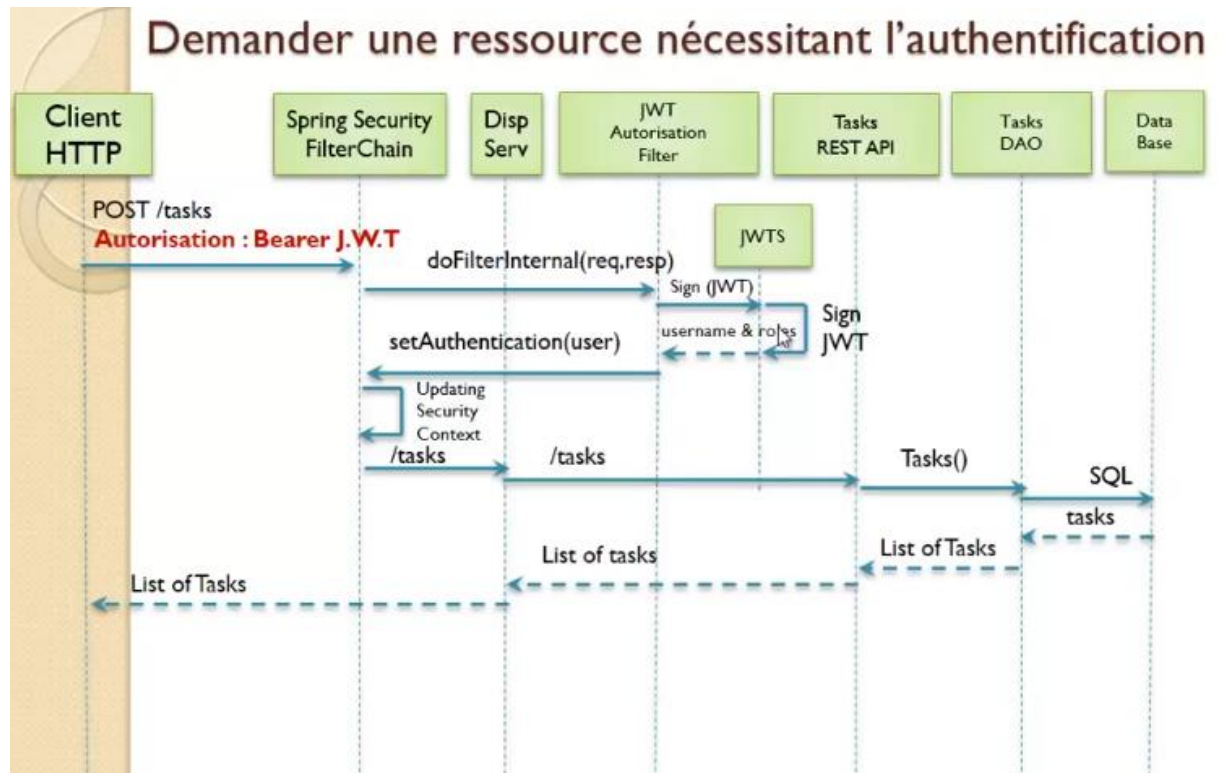 Demander une ressource nécessitant l'authentification
Client
HTTP
Spring Security
FilterChain
Disp
Serv
JWT
Autorisation
Filter
Tasks
REST API
Tasks
DAO
Data
Base
POST /tasks
Autorisation : Bearer J.W.T
JWTS
doFilterInternal(req,resp)
Sign (JWT)
Sign
JWT
username & roles
setAuthentication(user)
Updating
Security
Context
/tasks
/tasks
Tasks()
SQL
tasks
List of Tasks
List of tasks
List of Tasks